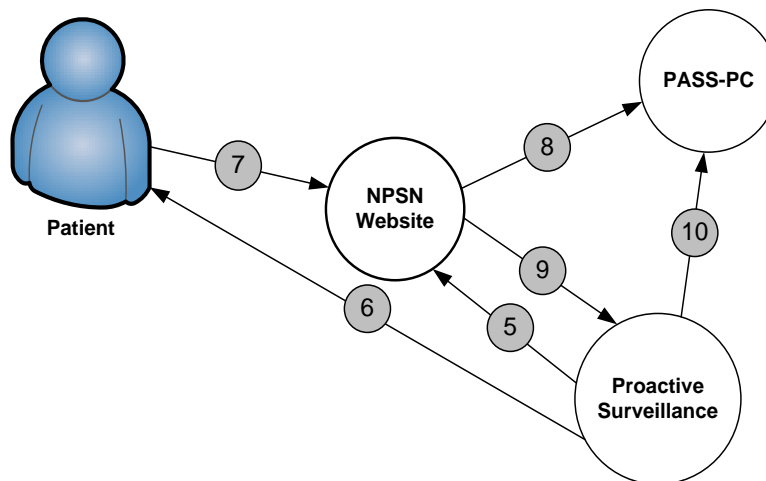 PASS-PC
8
7
NPSN
Website
Patient
10
9
6
5
Proactive
Surveillance